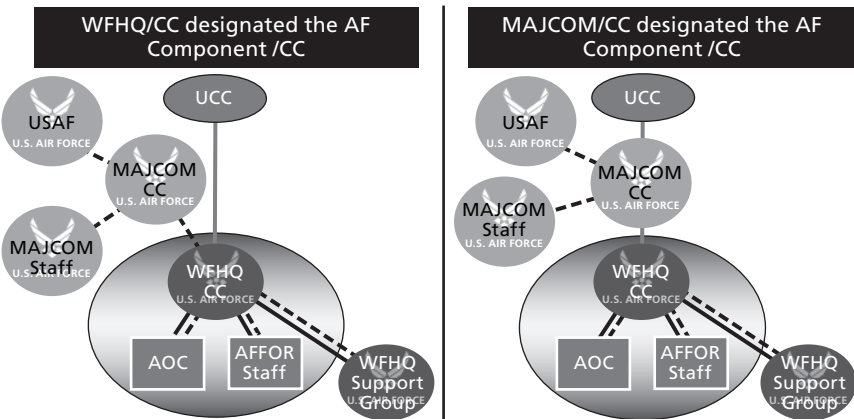 WFHQ/CC designated the AF
Component /CC
UCC
USAF
U.S. AIR FORCE
MAJCOM
CC
U.S. AIR FORCE
MAJCOM
Staff
U.S. AIR FORCE
WFHQ
CC
U.S. AIR FORCE
AOC
AFFOR
Staff
WFHQ
Support
Group
U.S. AIR FORCE
MAJCOM/CC designated the AF
Component /CC
UCC
USAF
U.S. AIR FORCE
MAJCOM
CC
U.S. AIR FORCE
MAJCOM
Staff
U.S. AIR FORCE
WFHQ
CC
U.S. AIR FORCE
AOC
AFFOR
Staff
WFHQ
Support
Group
U.S. AIR FORCE